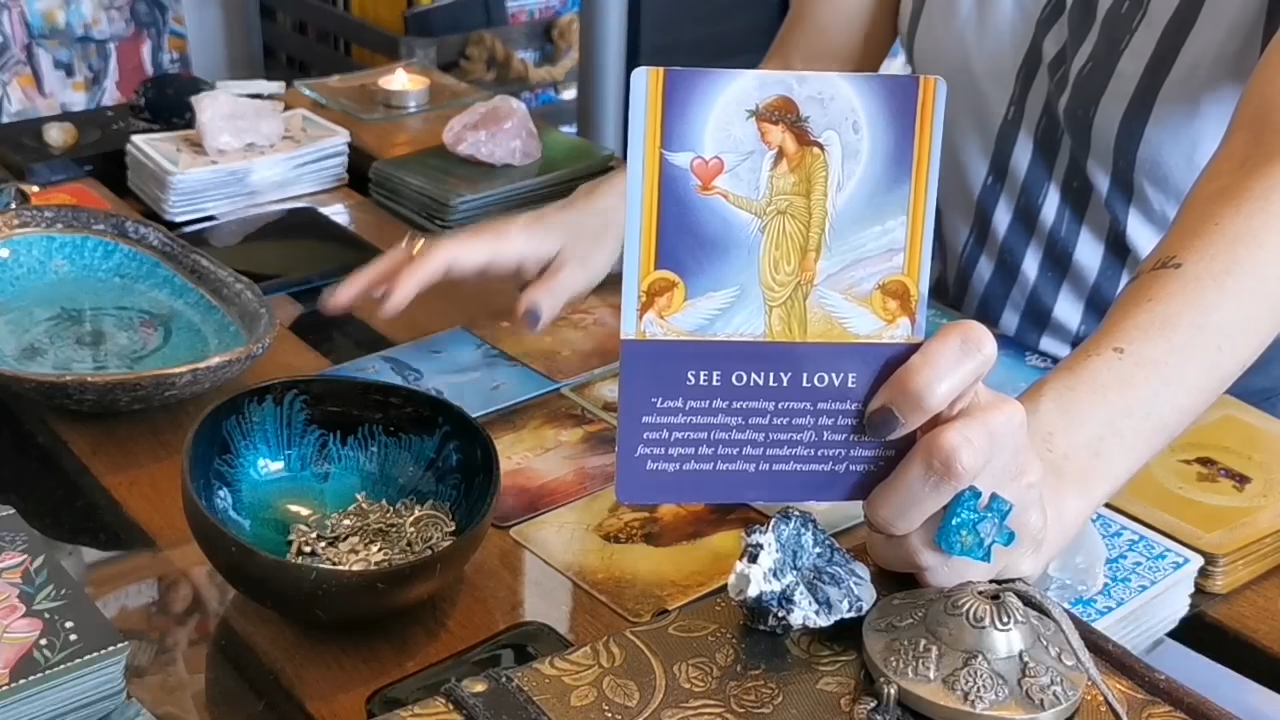 SEE ONLY LOVE
"Look past the seeming errors, mistakes,
misunderstandings, and see only the love
each person (including yourself). Your
focus upon the love that underlies every situation
brings about healing in undreamed-of ways."